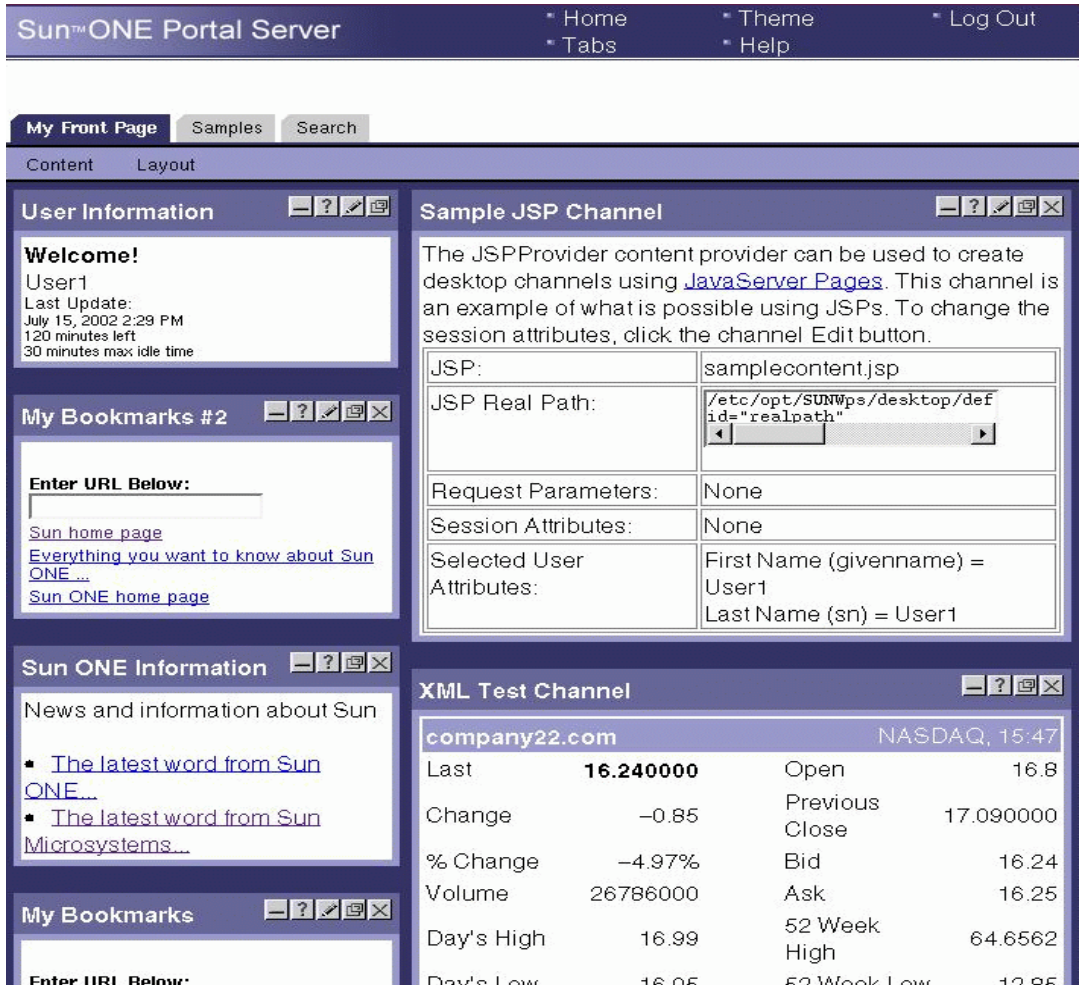 Sun™ONE Portal Server
Home
Theme
Log Out
Tabs
Help
My Front Page
Samples
Search
Content
Layout
User Information
Welcome!
User1
Last Update:
July 15, 2002 2:29 PM
120 minutes left
30 minutes max idle time
My Bookmarks #2
Enter URL Below:
Sun home page
Everything you want to know about Sun
ONE ...
Sun ONE home page
Sun ONE Information
News and information about Sun
The latest word from Sun
ONE...
The latest word from Sun
Microsystems...
My Bookmarks
Enter URL Below:
Sample JSP Channel
The JSPProvider content provider can be used to create
desktop channels using JavaServer Pages. This channel is
an example of what is possible using JSPs. To change the
session attributes, click the channel Edit button.
JSP: samplecontent.jsp
JSP Real Path: /etc/opt/SUNWps/desktop/def
id="realpath"
Request Parameters: None
Session Attributes: None
Selected User First Name (givenname) =
Attributes: User1
Last Name (sn) = User1
XML Test Channel
company22.com NASDAQ, 15:47
Last 16.240000 Open 16.8
Change –0.85 Previous
Close 17.090000
% Change –4.97% Bid 16.24
Volume 26786000 Ask 16.25
Day's High 16.99 52 Week
High 64.6562
Day's Low 52 Week Low